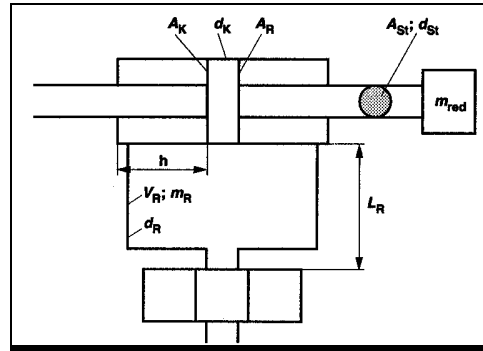 A_K d_K A_R A_St; d_St
m_red
h
V_R; m_R
L_R
d_R